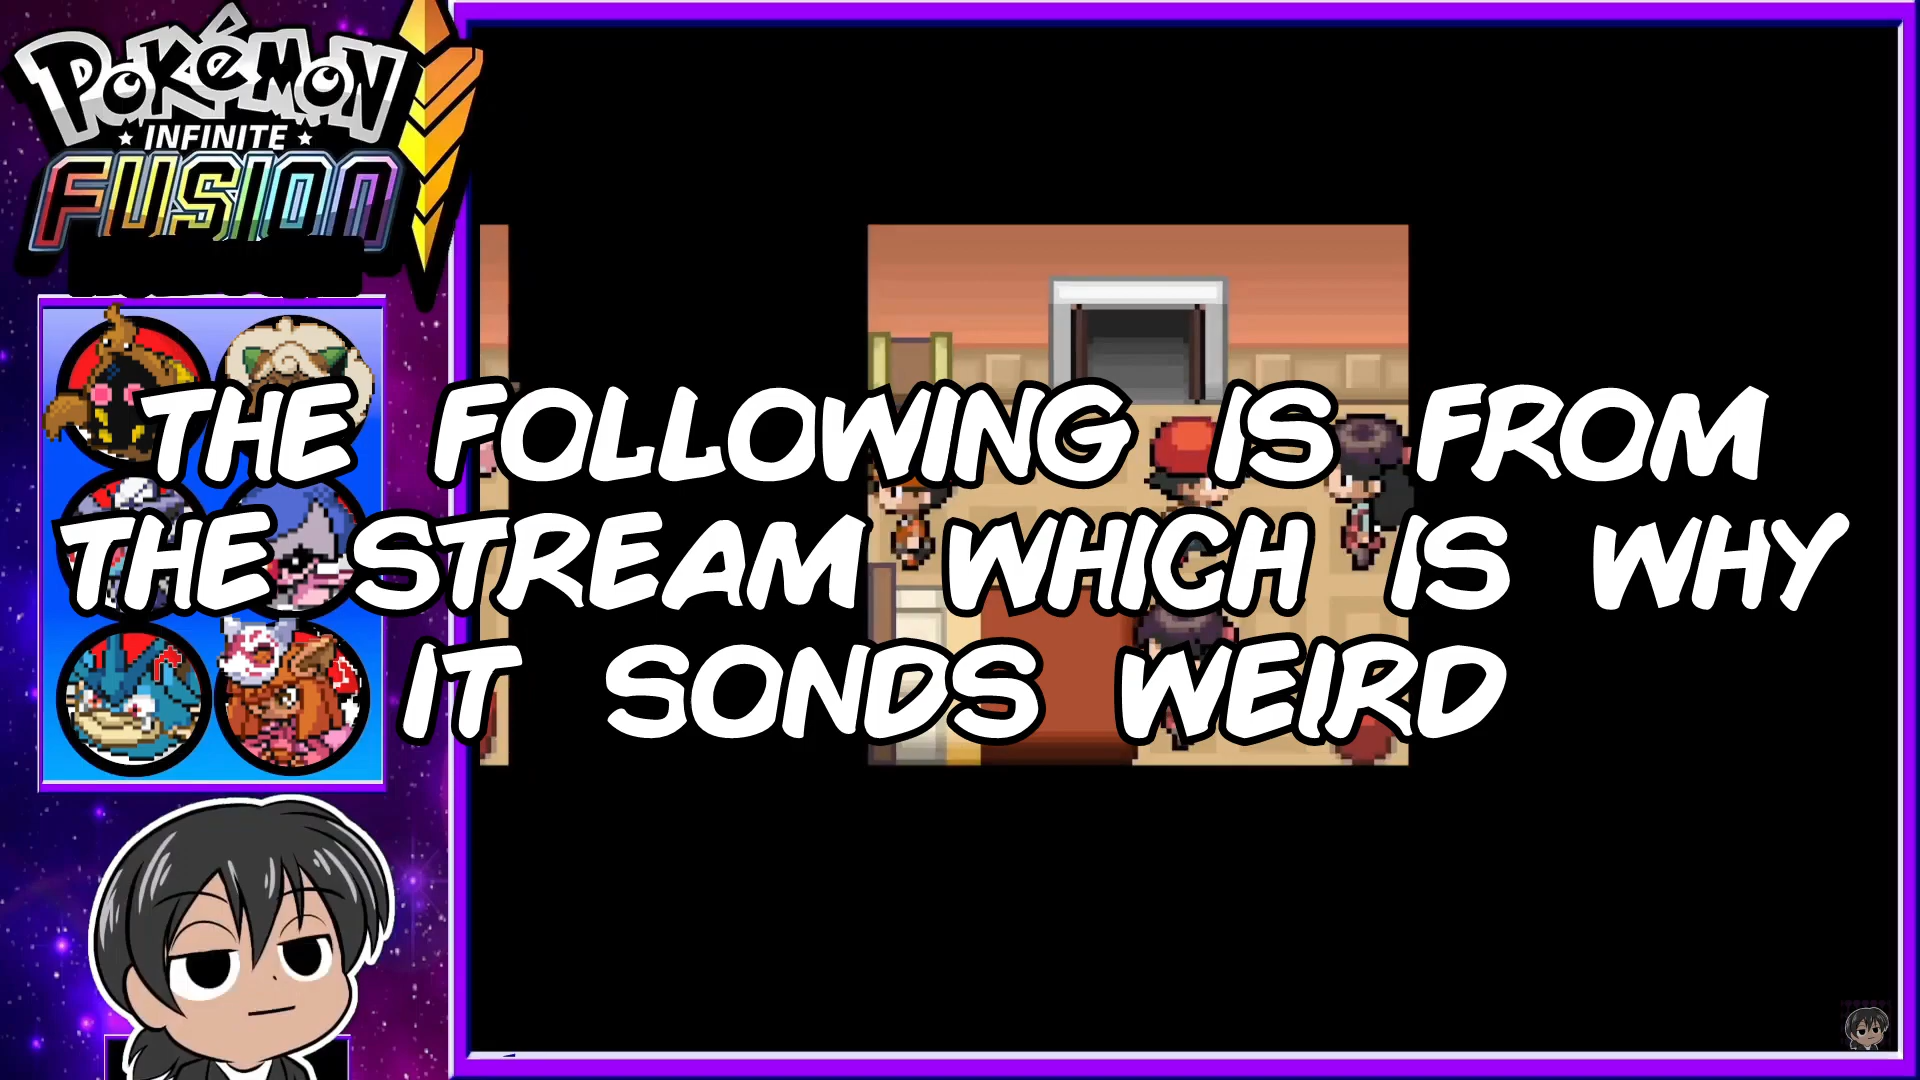 POKéMON
INFINITE
FUSION
THE FOLLOWING IS FROM
THE STREAM WHICH IS WHY
IT SONDS WEIRD